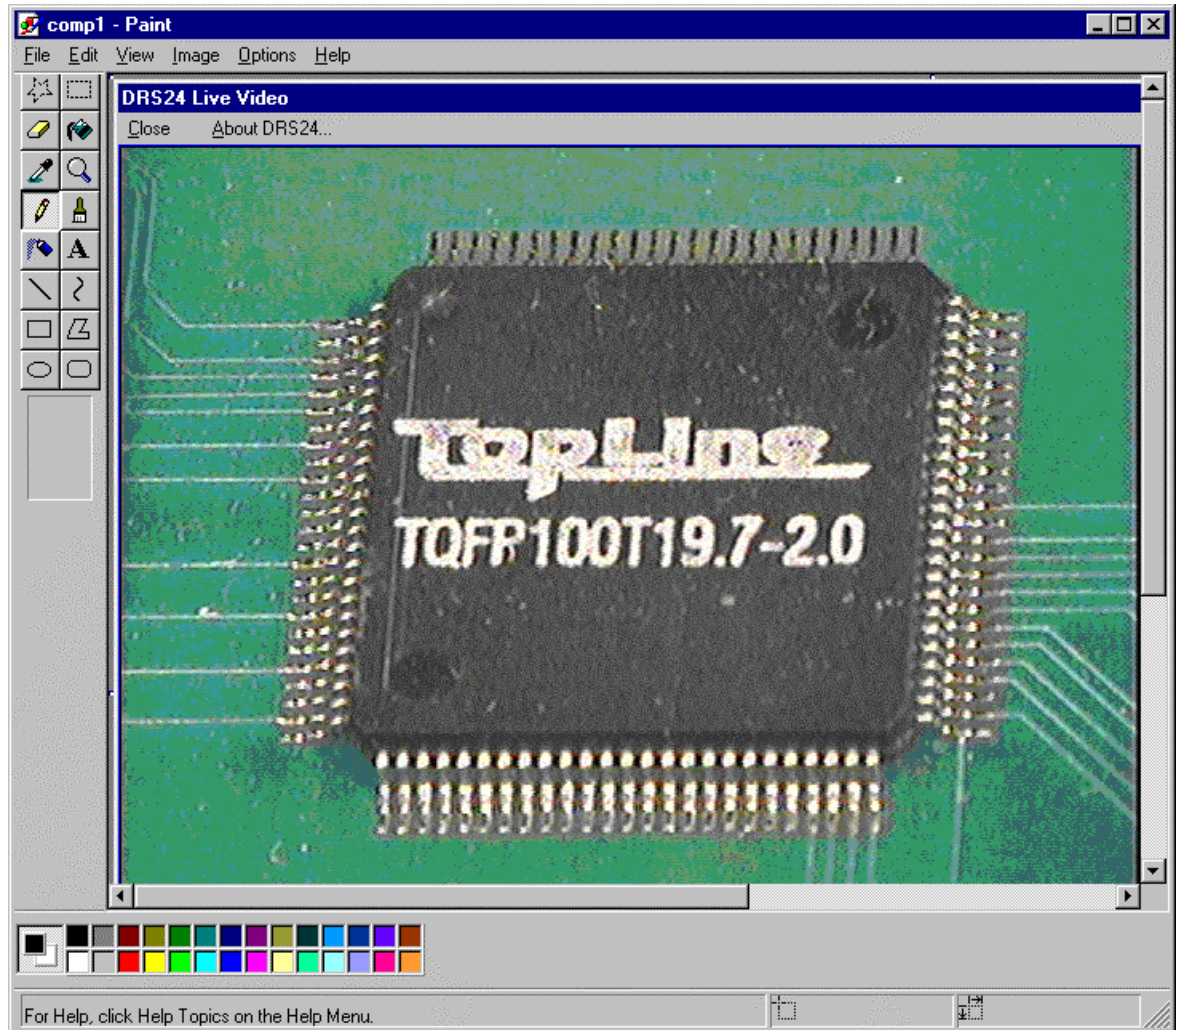 comp1 - Paint
File Edit View Image Options Help
DRS24 Live Video
Close About DRS24...
TopLine
TQFP100T19.7-2.0
For Help, click Help Topics on the Help Menu.